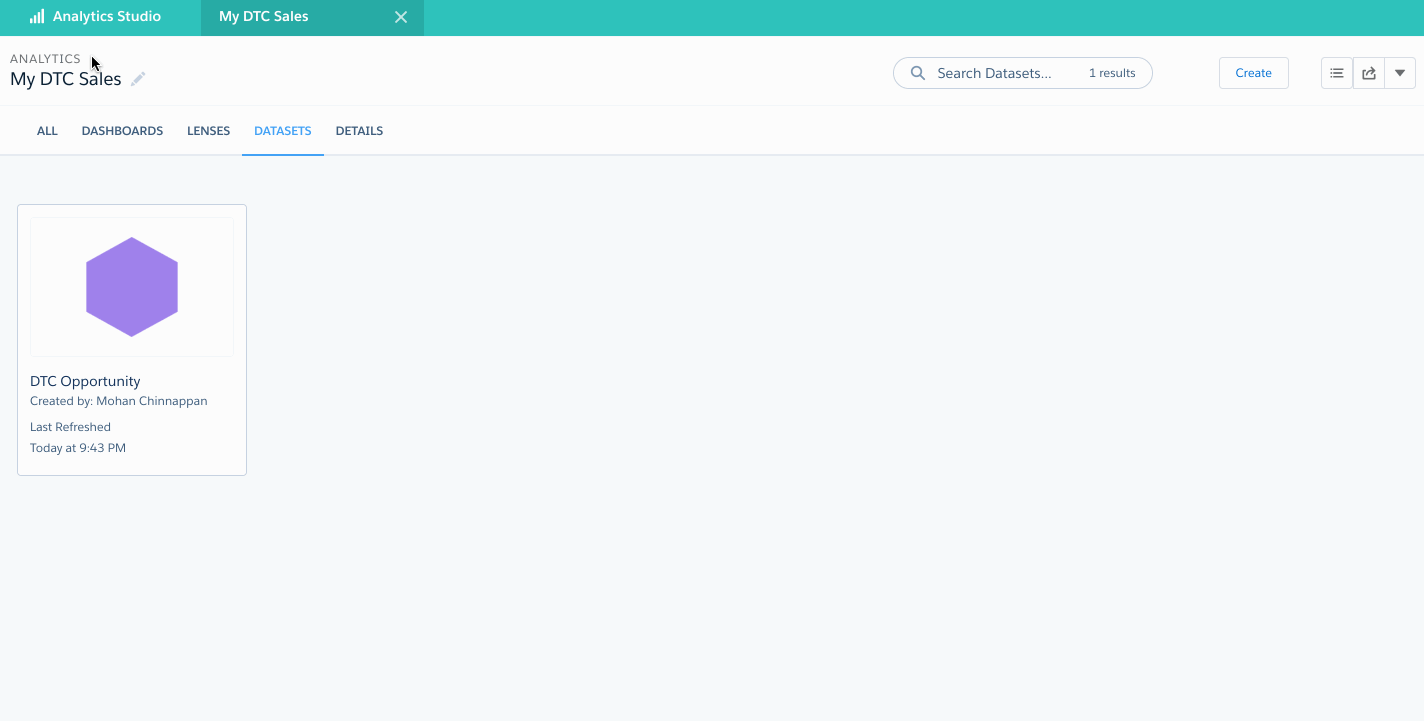 Analytics Studio
My DTC Sales
ANALYTICS
My DTC Sales
Search Datasets...
1 results
Create
ALL
DASHBOARDS
LENSES
DATASETS
DETAILS
DTC Opportunity
Created by: Mohan Chinnappan
Last Refreshed
Today at 9:43 PM